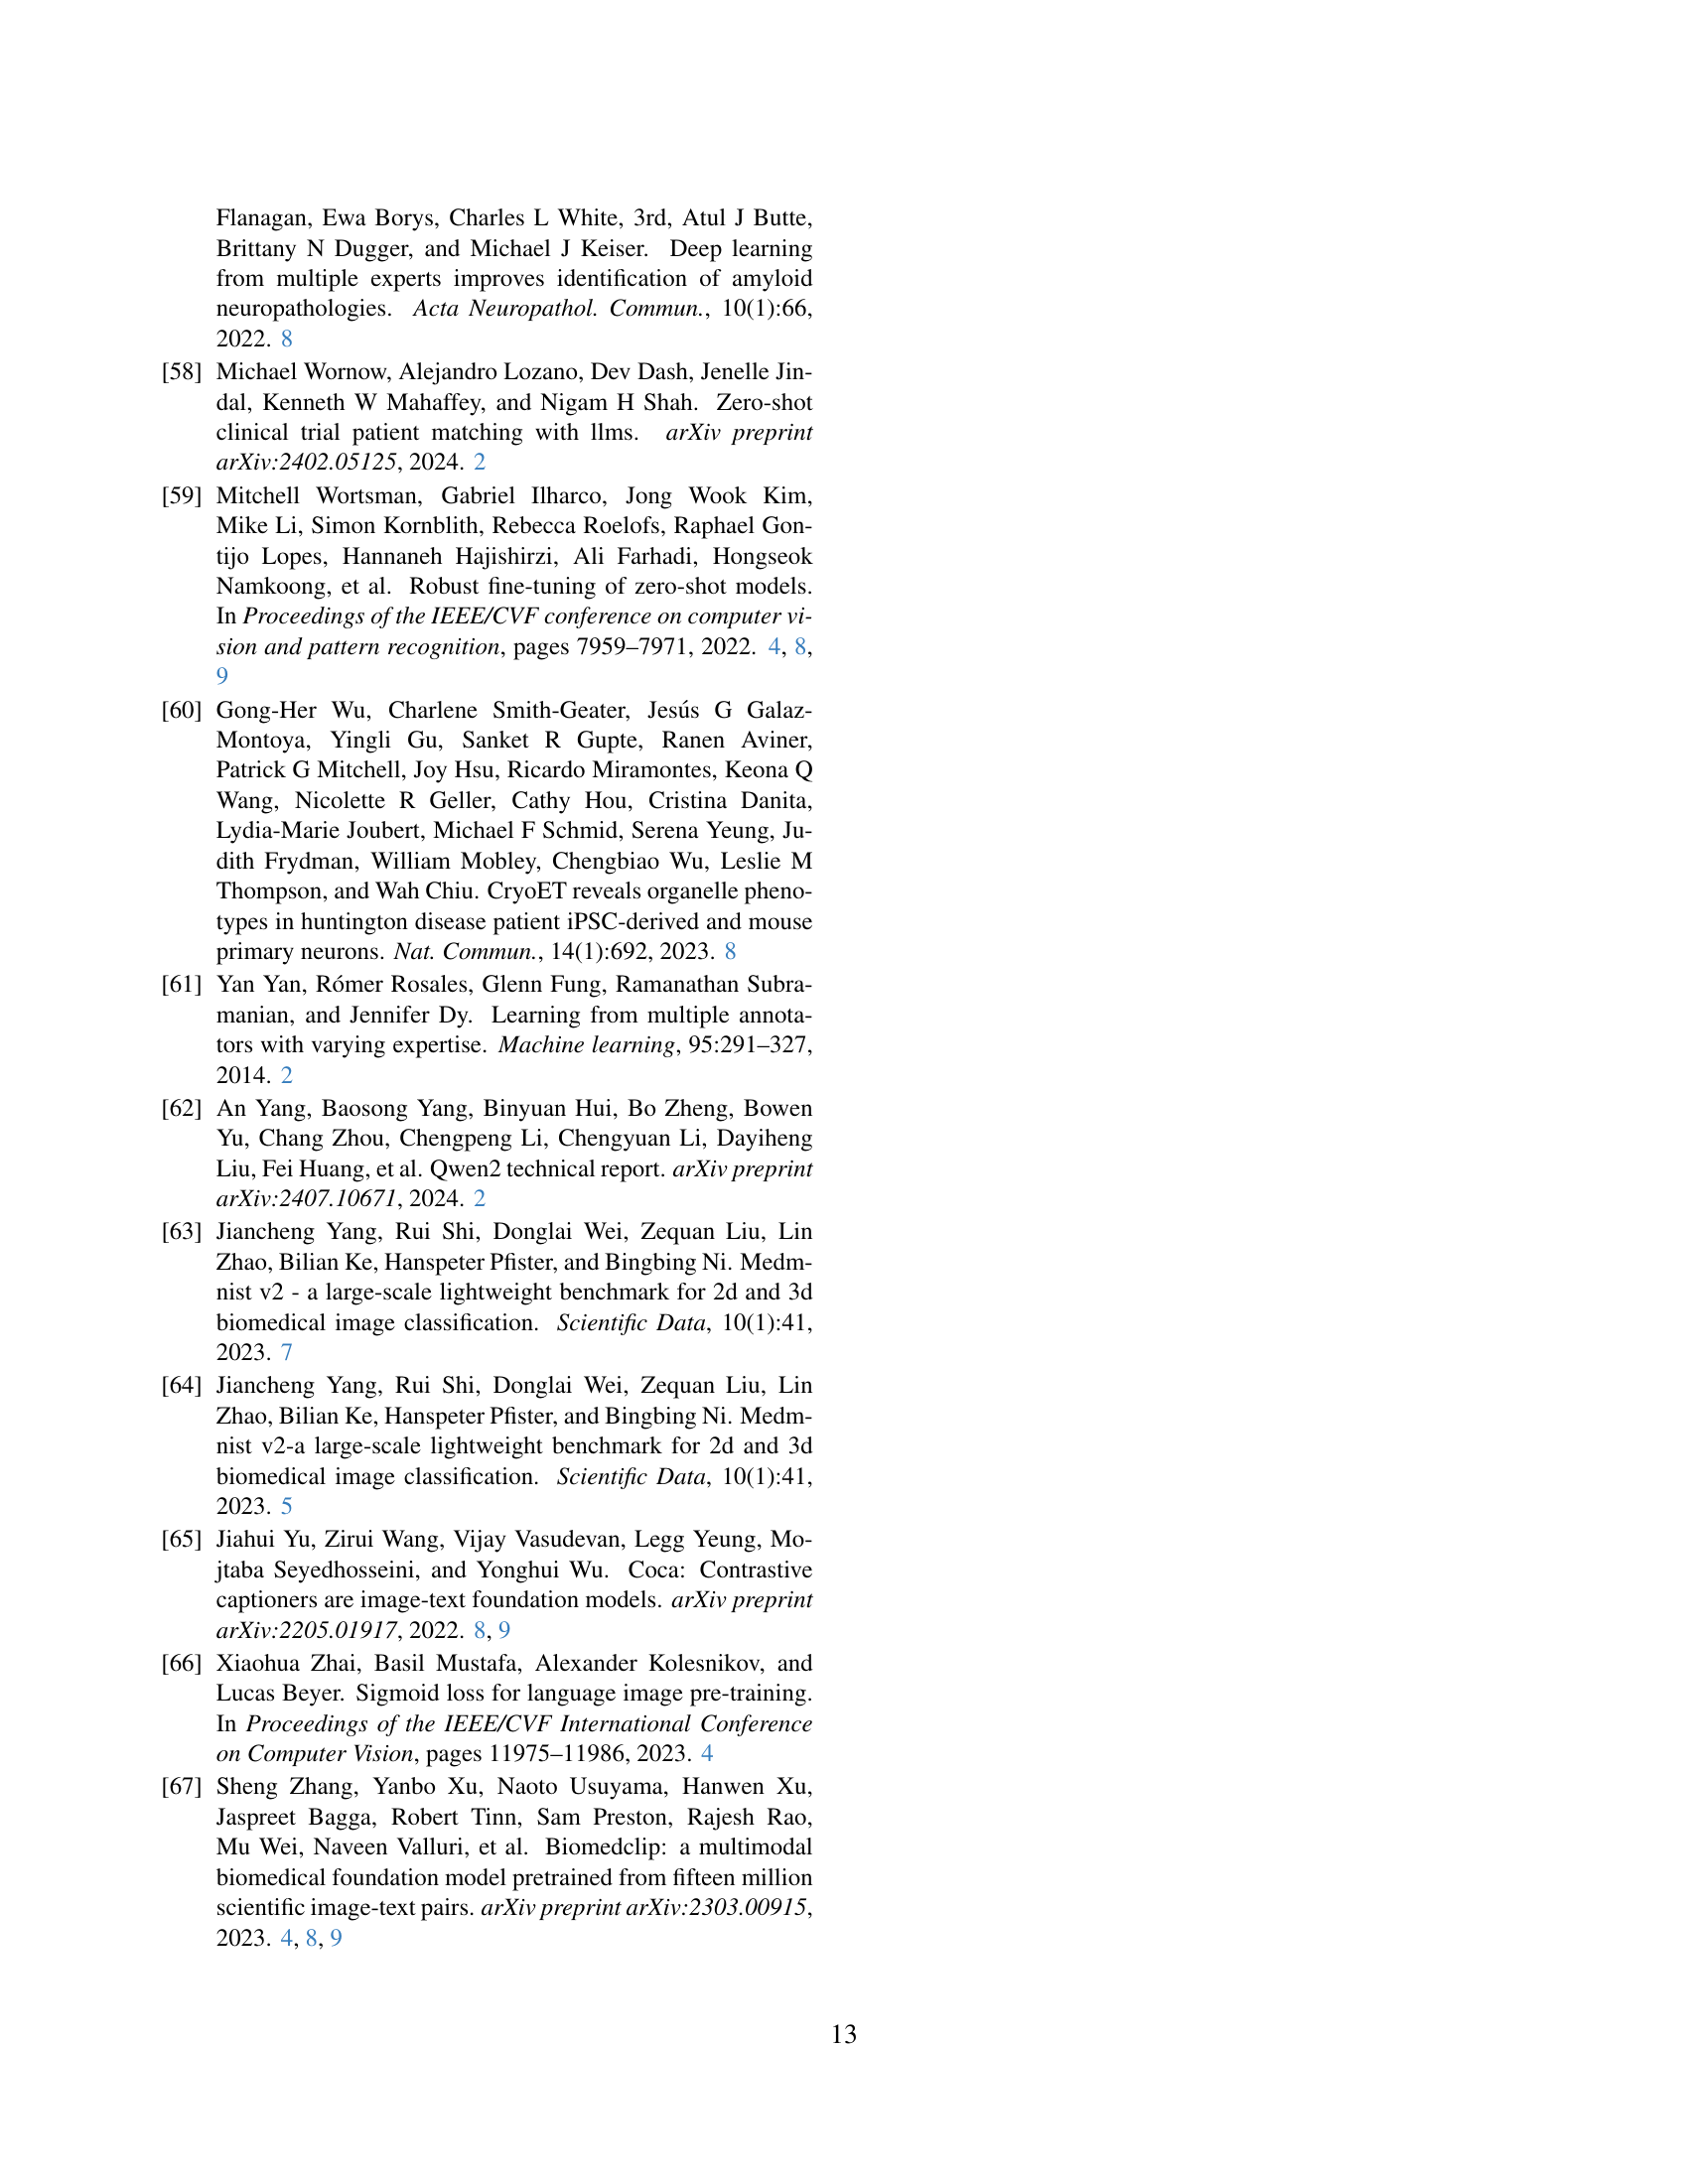 Flanagan, Ewa Borys, Charles L White, 3rd, Atul J Butte,
Brittany N Dugger, and Michael J Keiser. Deep learning
from multiple experts improves identification of amyloid
neuropathologies. Acta Neuropathol. Commun., 10(1):66,
2022. 8
[58] Michael Wornow, Alejandro Lozano, Dev Dash, Jenelle Jin-
dal, Kenneth W Mahaffey, and Nigam H Shah. Zero-shot
clinical trial patient matching with llms. arXiv preprint
arXiv:2402.05125, 2024. 2
[59] Mitchell Wortsman, Gabriel Ilharco, Jong Wook Kim,
Mike Li, Simon Kornblith, Rebecca Roelofs, Raphael Gon-
tijo Lopes, Hannaneh Hajishirzi, Ali Farhadi, Hongseok
Namkoong, et al. Robust fine-tuning of zero-shot models.
In Proceedings of the IEEE/CVF conference on computer vi-
sion and pattern recognition, pages 7959–7971, 2022. 4, 8,
9
[60] Gong-Her Wu, Charlene Smith-Geater, Jesús G Galaz-
Montoya, Yingli Gu, Sanket R Gupte, Ranen Aviner,
Patrick G Mitchell, Joy Hsu, Ricardo Miramontes, Keona Q
Wang, Nicolette R Geller, Cathy Hou, Cristina Danita,
Lydia-Marie Joubert, Michael F Schmid, Serena Yeung, Ju-
dith Frydman, William Mobley, Chengbiao Wu, Leslie M
Thompson, and Wah Chiu. CryoET reveals organelle pheno-
types in huntington disease patient iPSC-derived and mouse
primary neurons. Nat. Commun., 14(1):692, 2023. 8
[61] Yan Yan, Rómer Rosales, Glenn Fung, Ramanathan Subra-
manian, and Jennifer Dy. Learning from multiple annota-
tors with varying expertise. Machine learning, 95:291–327,
2014. 2
[62] An Yang, Baosong Yang, Binyuan Hui, Bo Zheng, Bowen
Yu, Chang Zhou, Chengpeng Li, Chengyuan Li, Dayiheng
Liu, Fei Huang, et al. Qwen2 technical report. arXiv preprint
arXiv:2407.10671, 2024. 2
[63] Jiancheng Yang, Rui Shi, Donglai Wei, Zequan Liu, Lin
Zhao, Bilian Ke, Hanspeter Pfister, and Bingbing Ni. Medm-
nist v2 - a large-scale lightweight benchmark for 2d and 3d
biomedical image classification. Scientific Data, 10(1):41,
2023. 7
[64] Jiancheng Yang, Rui Shi, Donglai Wei, Zequan Liu, Lin
Zhao, Bilian Ke, Hanspeter Pfister, and Bingbing Ni. Medm-
nist v2-a large-scale lightweight benchmark for 2d and 3d
biomedical image classification. Scientific Data, 10(1):41,
2023. 5
[65] Jiahui Yu, Zirui Wang, Vijay Vasudevan, Legg Yeung, Mo-
jtaba Seyedhosseini, and Yonghui Wu. Coca: Contrastive
captioners are image-text foundation models. arXiv preprint
arXiv:2205.01917, 2022. 8, 9
[66] Xiaohua Zhai, Basil Mustafa, Alexander Kolesnikov, and
Lucas Beyer. Sigmoid loss for language image pre-training.
In Proceedings of the IEEE/CVF International Conference
on Computer Vision, pages 11975–11986, 2023. 4
[67] Sheng Zhang, Yanbo Xu, Naoto Usuyama, Hanwen Xu,
Jaspreet Bagga, Robert Tinn, Sam Preston, Rajesh Rao,
Mu Wei, Naveen Valluri, et al. Biomedclip: a multimodal
biomedical foundation model pretrained from fifteen million
scientific image-text pairs. arXiv preprint arXiv:2303.00915,
2023. 4, 8, 9
13